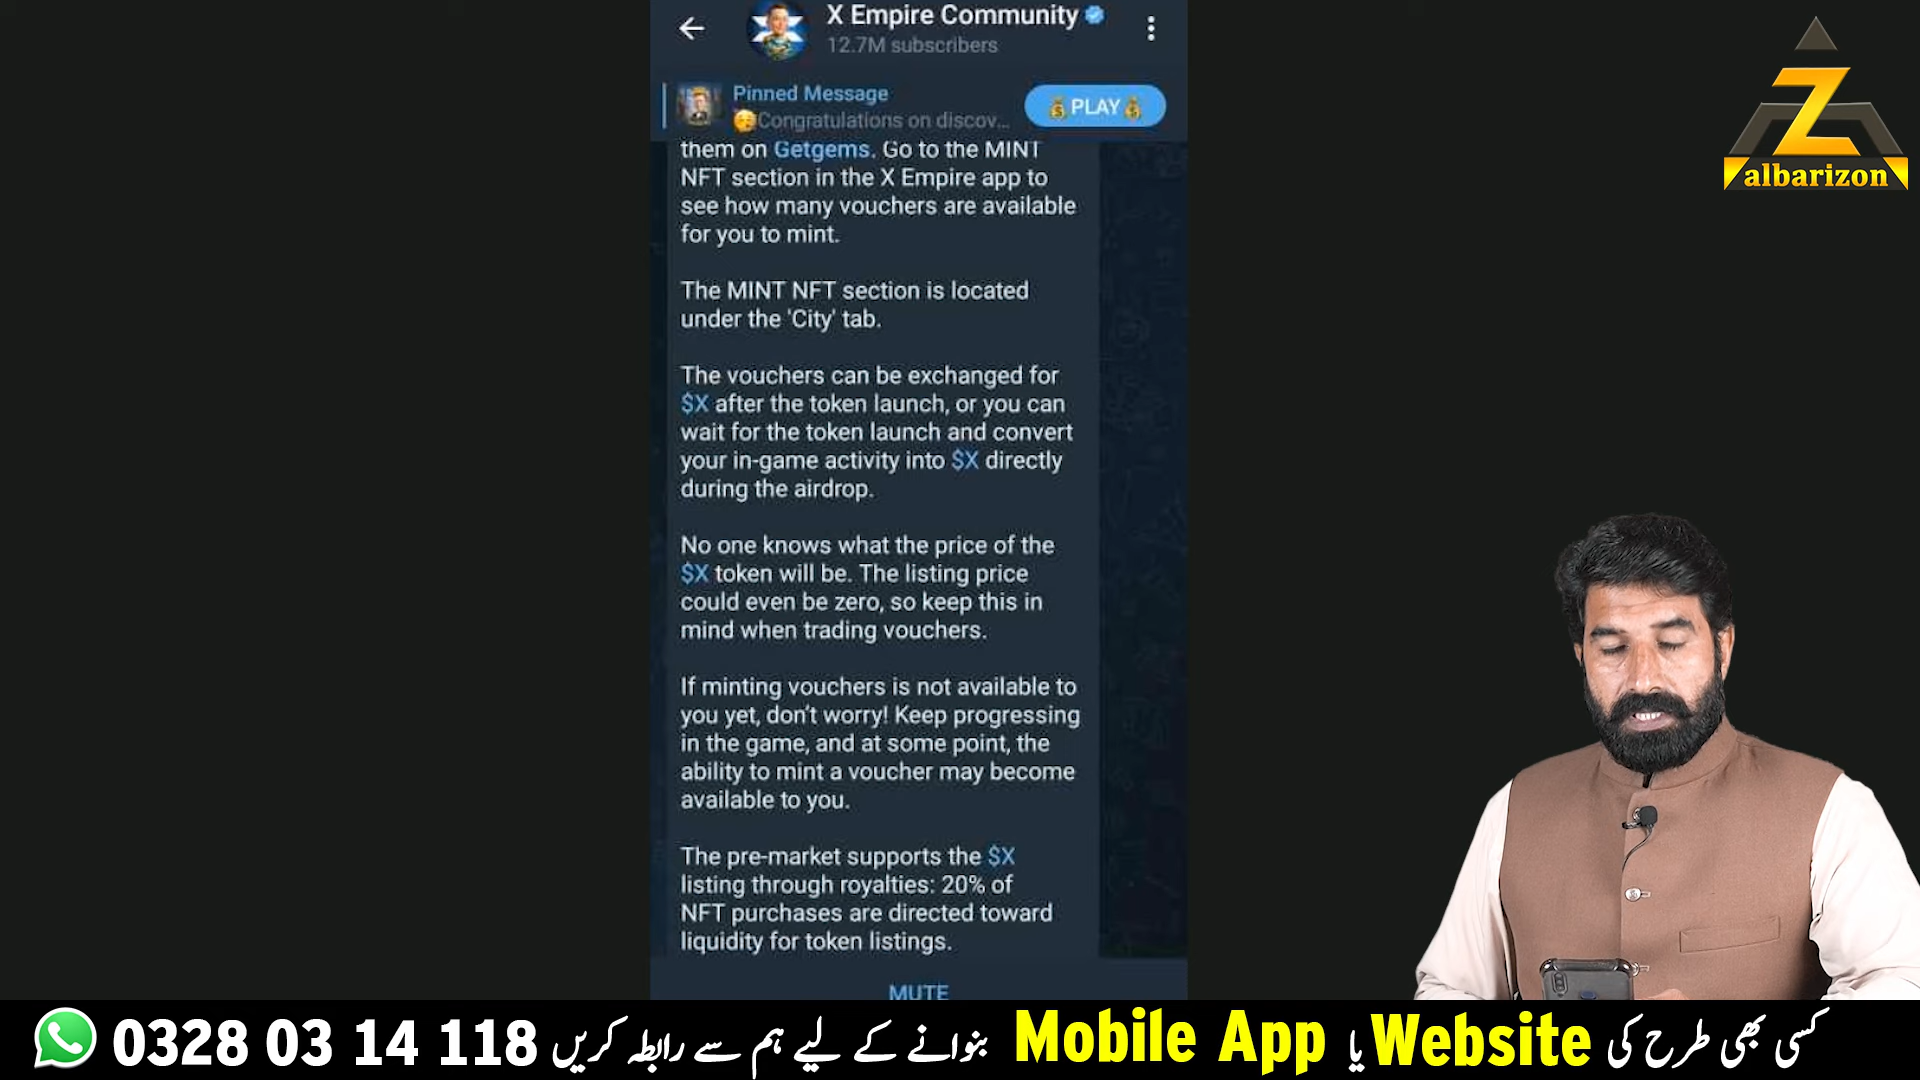 X Empire Community
12.7M subscribers
Pinned Message
🥳Congratulations on discov...
💰PLAY💰
them on Getgems. Go to the MINT
NFT section in the X Empire app to
see how many vouchers are available
for you to mint.
The MINT NFT section is located
under the 'City' tab.
The vouchers can be exchanged for
$X after the token launch, or you can
wait for the token launch and convert
your in-game activity into $X directly
during the airdrop.
No one knows what the price of the
$X token will be. The listing price
could even be zero, so keep this in
mind when trading vouchers.
If minting vouchers is not available to
you yet, don't worry! Keep progressing
in the game, and at some point, the
ability to mint a voucher may become
available to you.
The pre-market supports the $X
listing through royalties: 20% of
NFT purchases are directed toward
liquidity for token listings.
MUTE
Z
albarizon
کسی بھی طرح کی Website یا Mobile App بنوانے کے لیے ہم سے رابطہ کریں 0328 03 14 118